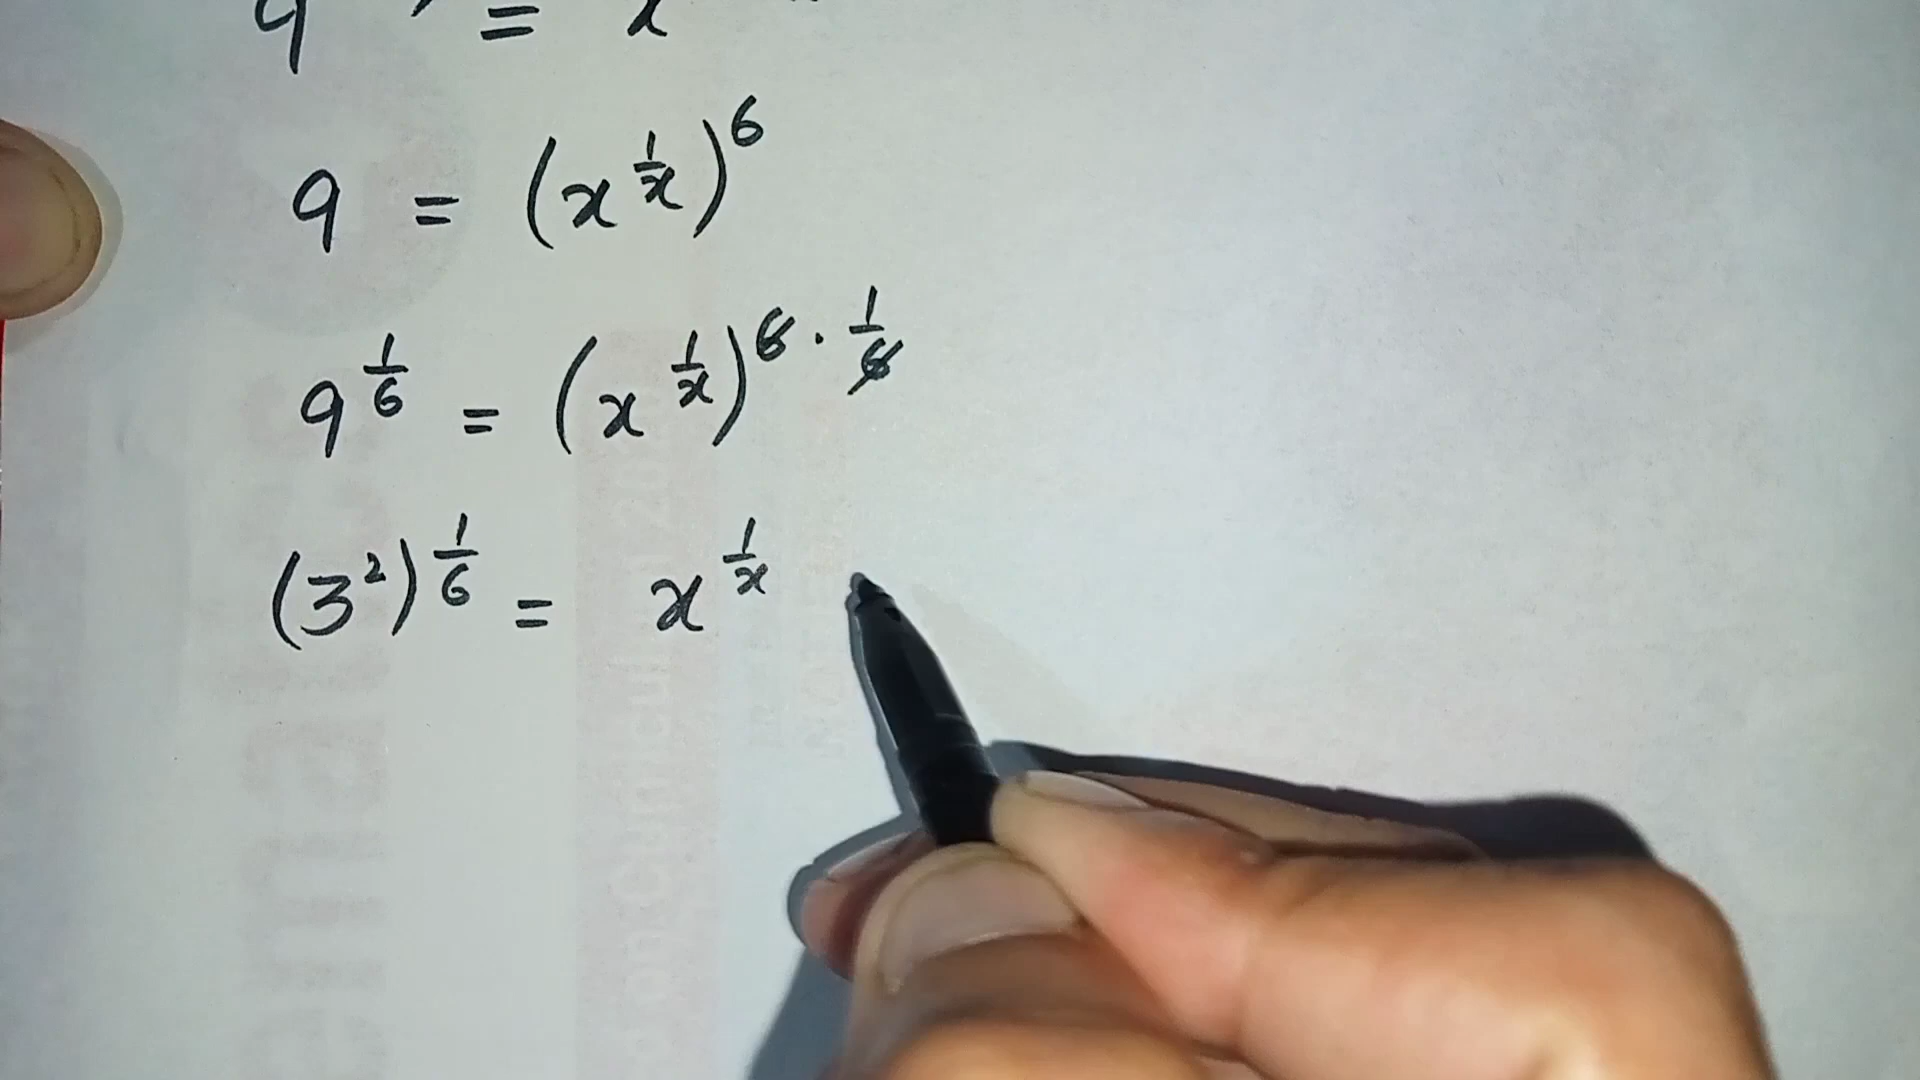 9 = (x^(1/x))^6
9^(1/6) = (x^(1/x))^(6 · 1/6)
(3^2)^(1/6) = x^(1/x)